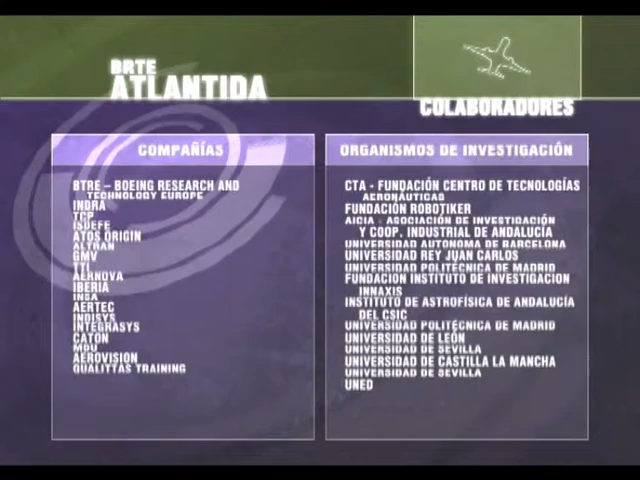 BRTE
ATLANTIDA
COLABORADORES
COMPAÑÍAS
BTRE – BOEING RESEARCH AND
TECHNOLOGY EUROPE
INDRA
TCP
ISDEFE
ATOS ORIGIN
ALTRAN
GMV
TTI
AERNOVA
IBERIA
INSA
AERTEC
INDISYS
INTEGRASYS
CATON
MDU
AEROVISION
QUALITTAS TRAINING
ORGANISMOS DE INVESTIGACIÓN
CTA - FUNDACIÓN CENTRO DE TECNOLOGÍAS
AERONÁUTICAS
FUNDACIÓN ROBOTIKER
AICIA - ASOCIACIÓN DE INVESTIGACIÓN
Y COOP. INDUSTRIAL DE ANDALUCÍA
UNIVERSIDAD AUTONOMA DE BARCELONA
UNIVERSIDAD REY JUAN CARLOS
UNIVERSIDAD POLITÉCNICA DE MADRID
FUNDACION INSTITUTO DE INVESTIGACION
INNAXIS
INSTITUTO DE ASTROFÍSICA DE ANDALUCÍA
DEL CSIC
UNIVERSIDAD POLITÉCNICA DE MADRID
UNIVERSIDAD DE LEÓN
UNIVERSIDAD DE SEVILLA
UNIVERSIDAD DE CASTILLA LA MANCHA
UNIVERSIDAD DE SEVILLA
UNED